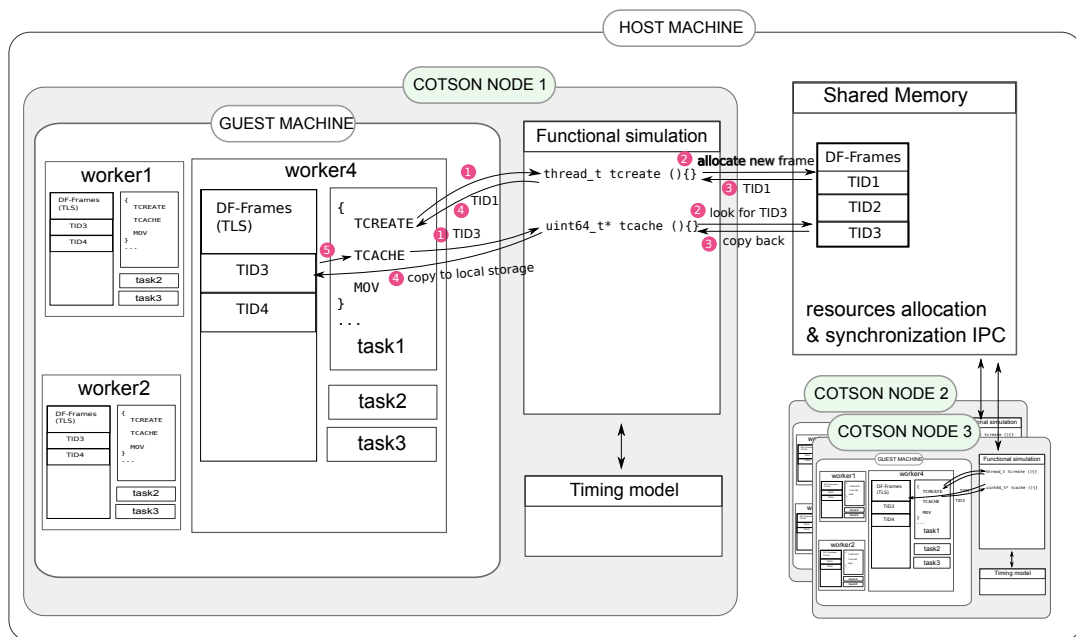 HOST MACHINE
COTSON NODE 1
GUEST MACHINE
worker1
DF-Frames
(TLS)
TID3
TID4
{
TCREATE
TCACHE
MOV
}
...
task2
task3
worker2
DF-Frames
(TLS)
TID3
TID4
{
TCREATE
TCACHE
MOV
}
...
task2
task3
worker4
DF-Frames
(TLS)
TID3
TID4
{
TCREATE
TCACHE
MOV
}
...
task1
task2
task3
1
4 TID1
1 TID3
5
4 copy to local storage
Functional simulation
thread_t tcreate (){}
uint64_t* tcache (){}
Timing model
2 allocate new frame
3 TID1
2 look for TID3
3 copy back
Shared Memory
DF-Frames
TID1
TID2
TID3
resources allocation
& synchronization IPC
COTSON NODE 2
COTSON NODE 3
GUEST MACHINE
worker1
worker2
worker4
DF-Frames
(TLS)
TID3
TID4
{
TCREATE
TCACHE
MOV
}
...
task1
task2
task3
TID3
Functional simulation
thread_t tcreate (){}
uint64_t* tcache (){}
Timing model